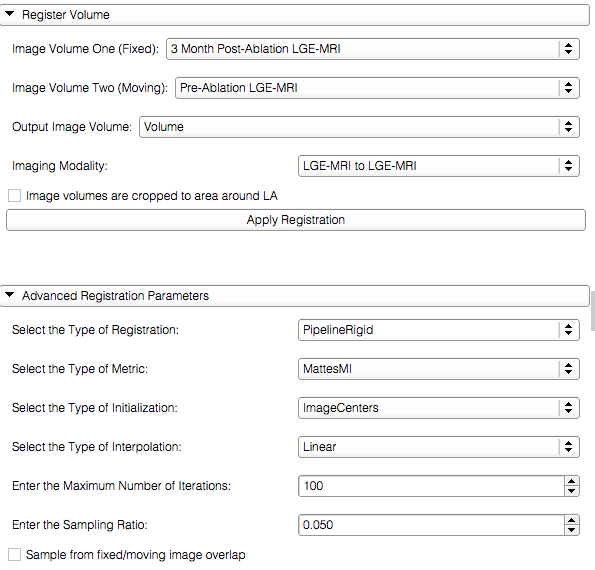 Register Volume
Image Volume One (Fixed): 3 Month Post-Ablation LGE-MRI
Image Volume Two (Moving): Pre-Ablation LGE-MRI
Output Image Volume: Volume
Imaging Modality: LGE-MRI to LGE-MRI
Image volumes are cropped to area around LA
Apply Registration
Advanced Registration Parameters
Select the Type of Registration: PipelineRigid
Select the Type of Metric: MattesMI
Select the Type of Initialization: ImageCenters
Select the Type of Interpolation: Linear
Enter the Maximum Number of Iterations: 100
Enter the Sampling Ratio: 0.050
Sample from fixed/moving image overlap